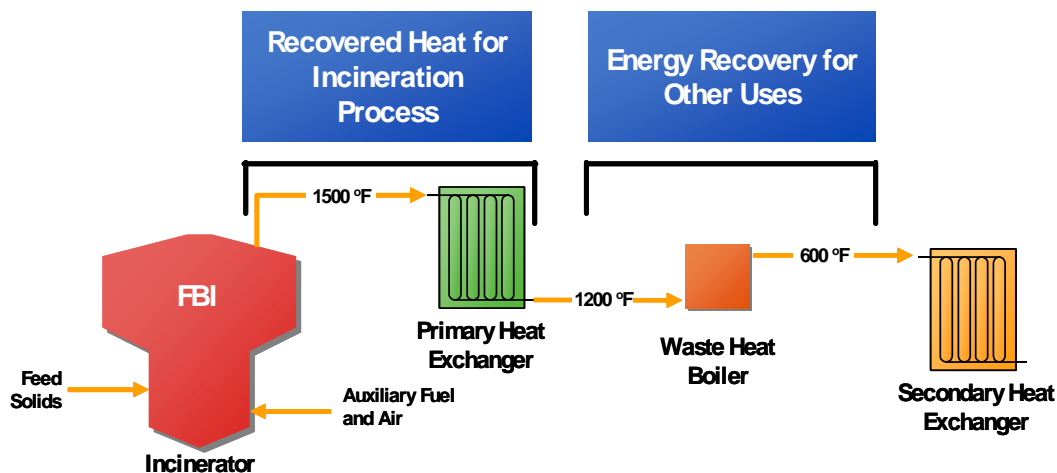 Recovered Heat for
Incineration
Process
Energy Recovery for
Other Uses
1500 ºF
600 ºF
FBI
1200 ºF
Primary Heat
Exchanger
Waste Heat
Boiler
Feed
Solids
Auxiliary Fuel
and Air
Secondary Heat
Exchanger
Incinerator